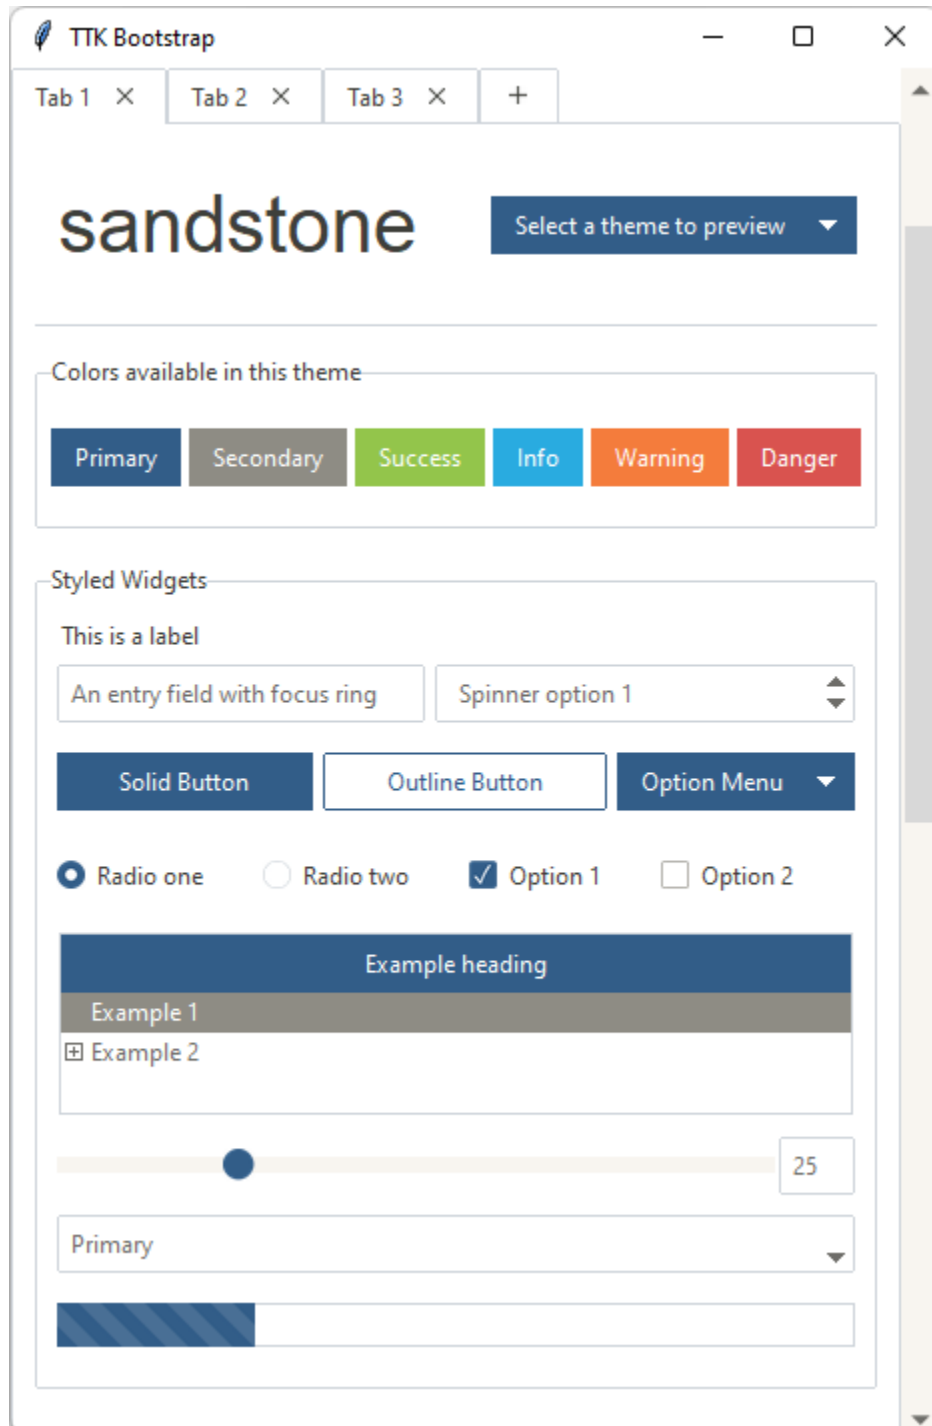 TTK Bootstrap
Tab 1 Tab 2 Tab 3 +
sandstone Select a theme to preview
Colors available in this theme
Primary Secondary Success Info Warning Danger
Styled Widgets
This is a label
An entry field with focus ring Spinner option 1
Solid Button Outline Button Option Menu
Radio one Radio two Option 1 Option 2
Example heading
Example 1
Example 2
25
Primary